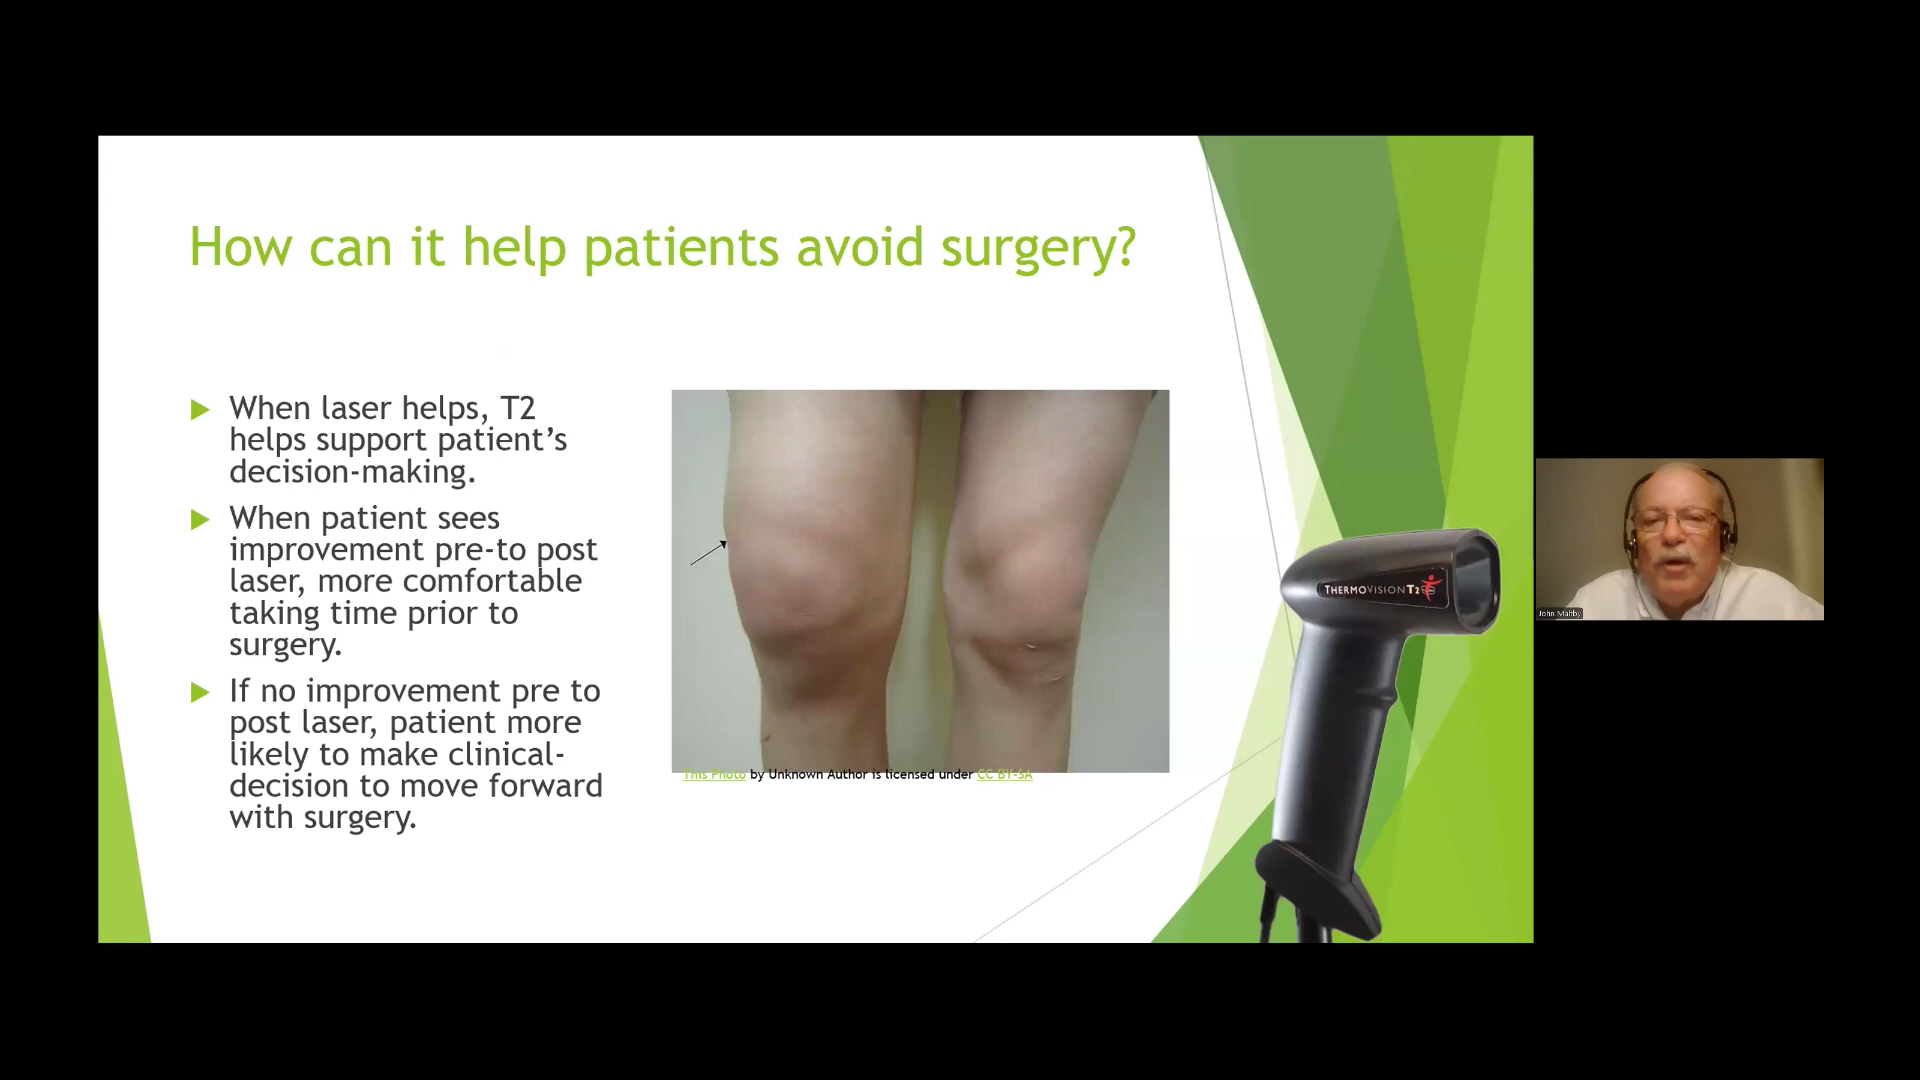 How can it help patients avoid surgery?
When laser helps, T2
helps support patient’s
decision-making.
When patient sees
improvement pre-to post
laser, more comfortable
taking time prior to
surgery.
If no improvement pre to
post laser, patient more
likely to make clinical-
decision to move forward
with surgery.
This Photo by Unknown Author is licensed under CC BY-SA
THERMOVISION T2
John Maltby